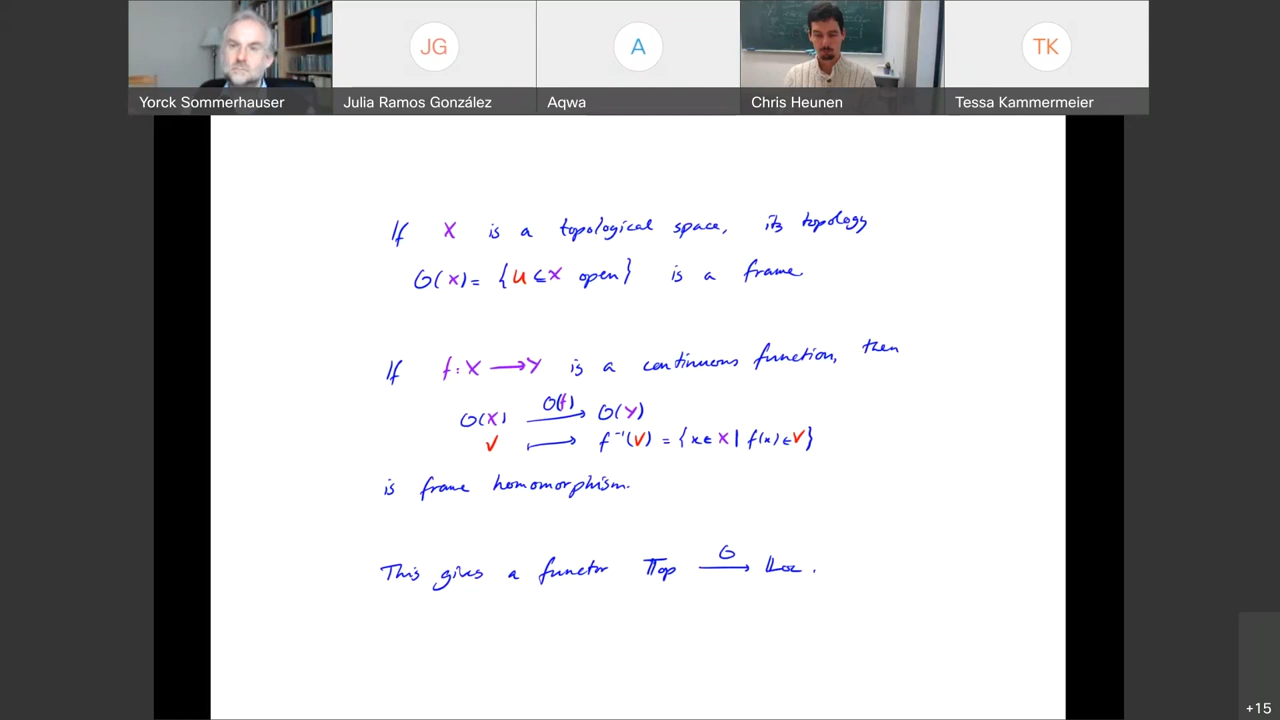 JG
A
TK
Yorck Sommerhauser
Julia Ramos González
Aqwa
Chris Heunen
Tessa Kammermeier
If X is a topological space, its topology
O(X) = {U ⊆ X open} is a frame
If f : X ⟶ Y is a continuous function, then
O(X) ⟶ O(Y)
O(f)
V ⟼ f⁻¹(V) = {x ∈ X | f(x) ∈ V}
is frame homomorphism.
This gives a functor Top ⟶ Loc.
O
+15